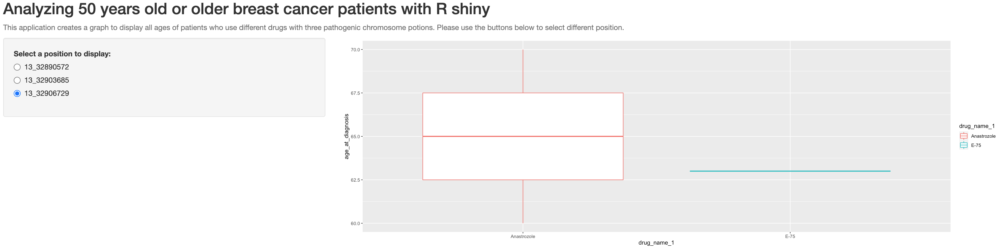 Analyzing 50 years old or older breast cancer patients with R shiny
This application creates a graph to display all ages of patients who use different drugs with three pathogenic chromosome potions. Please use the buttons below to select different position.
Select a position to display:
13_32890572
13_32903685
13_32906729
70.0
67.5
65.0
62.5
60.0
age_at_diagnosis
Anastrozole
E-75
drug_name_1
drug_name_1
Anastrozole
E-75